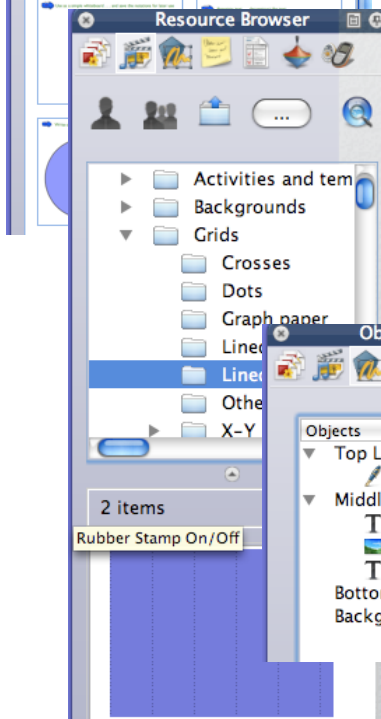 Resource Browser
...
Activities and tem
Backgrounds
Grids
Crosses
Dots
Graph paper
Lined
Line
Othe
X-Y
2 items
Rubber Stamp On/Off
Ob
Objects
Top L
Middl
T
T
Botto
Backg